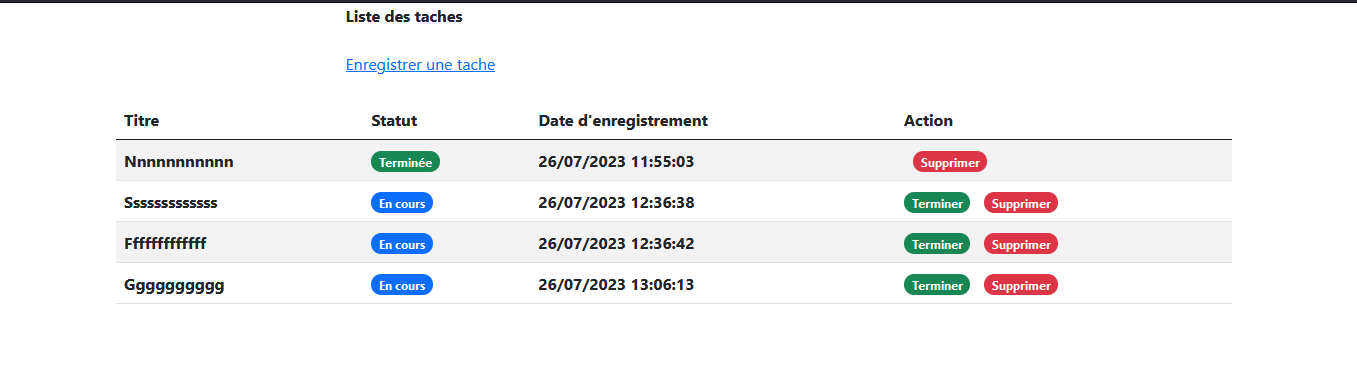 Liste des taches
Enregistrer une tache
Titre Statut Date d'enregistrement Action
Nnnnnnnnnnn Terminée 26/07/2023 11:55:03 Supprimer
Ssssssssssss En cours 26/07/2023 12:36:38 Terminer Supprimer
Ffffffffffff En cours 26/07/2023 12:36:42 Terminer Supprimer
Gggggggggg En cours 26/07/2023 13:06:13 Terminer Supprimer